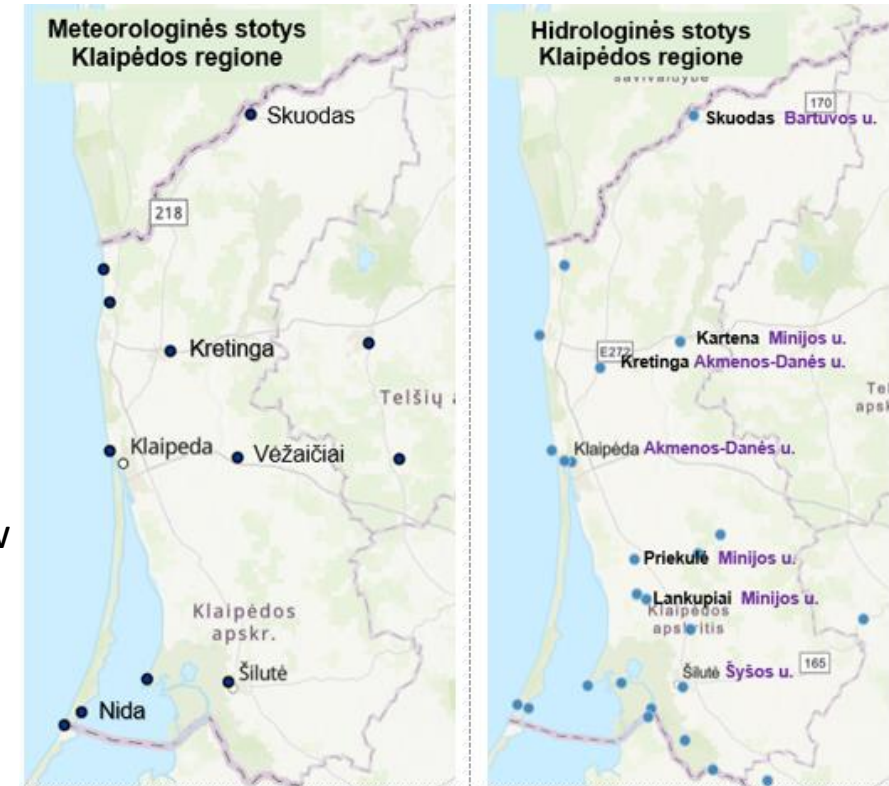 Meteorologinės stotys
Klaipėdos regione
Skuodas
218
Kretinga
Telšių
Klaipeda
Vėžaičiai
Klaipėdos
apskr.
Šilutė
Nida
Hidrologinės stotys
Klaipėdos regione
170
Skuodas Bartuvos u.
Kartena Minijos u.
E272
Kretinga Akmenos-Danės u.
Klaipėda Akmenos-Danės u.
Priekulė Minijos u.
Lankupiai Minijos u.
Klaipėdos
apskritis
165
Šilutė Šyšos u.